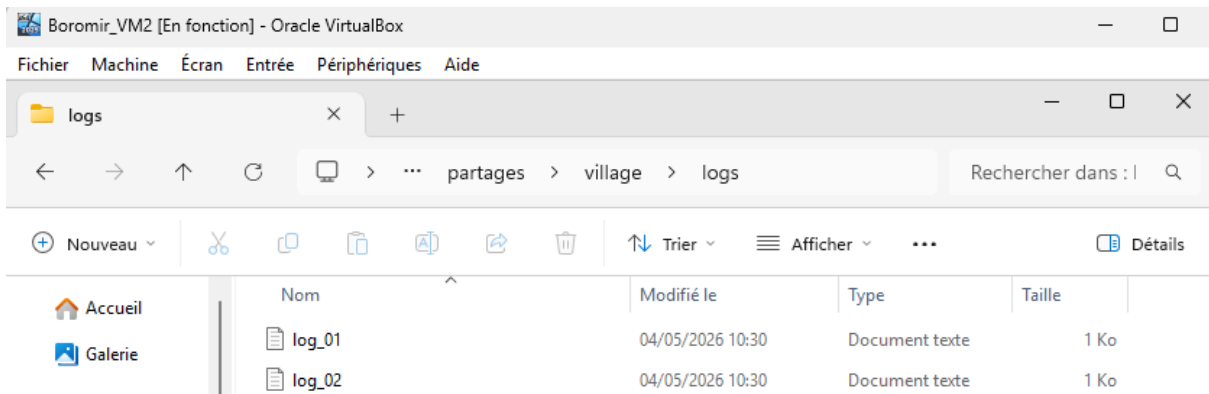 Boromir_VM2 [En fonction] - Oracle VirtualBox
Fichier Machine Écran Entrée Périphériques Aide
logs
> ... partages > village > logs Rechercher dans : l
Nouveau Trier Afficher ... Détails
Nom Modifié le Type Taille
Accueil
log_01 04/05/2026 10:30 Document texte 1 Ko
Galerie
log_02 04/05/2026 10:30 Document texte 1 Ko